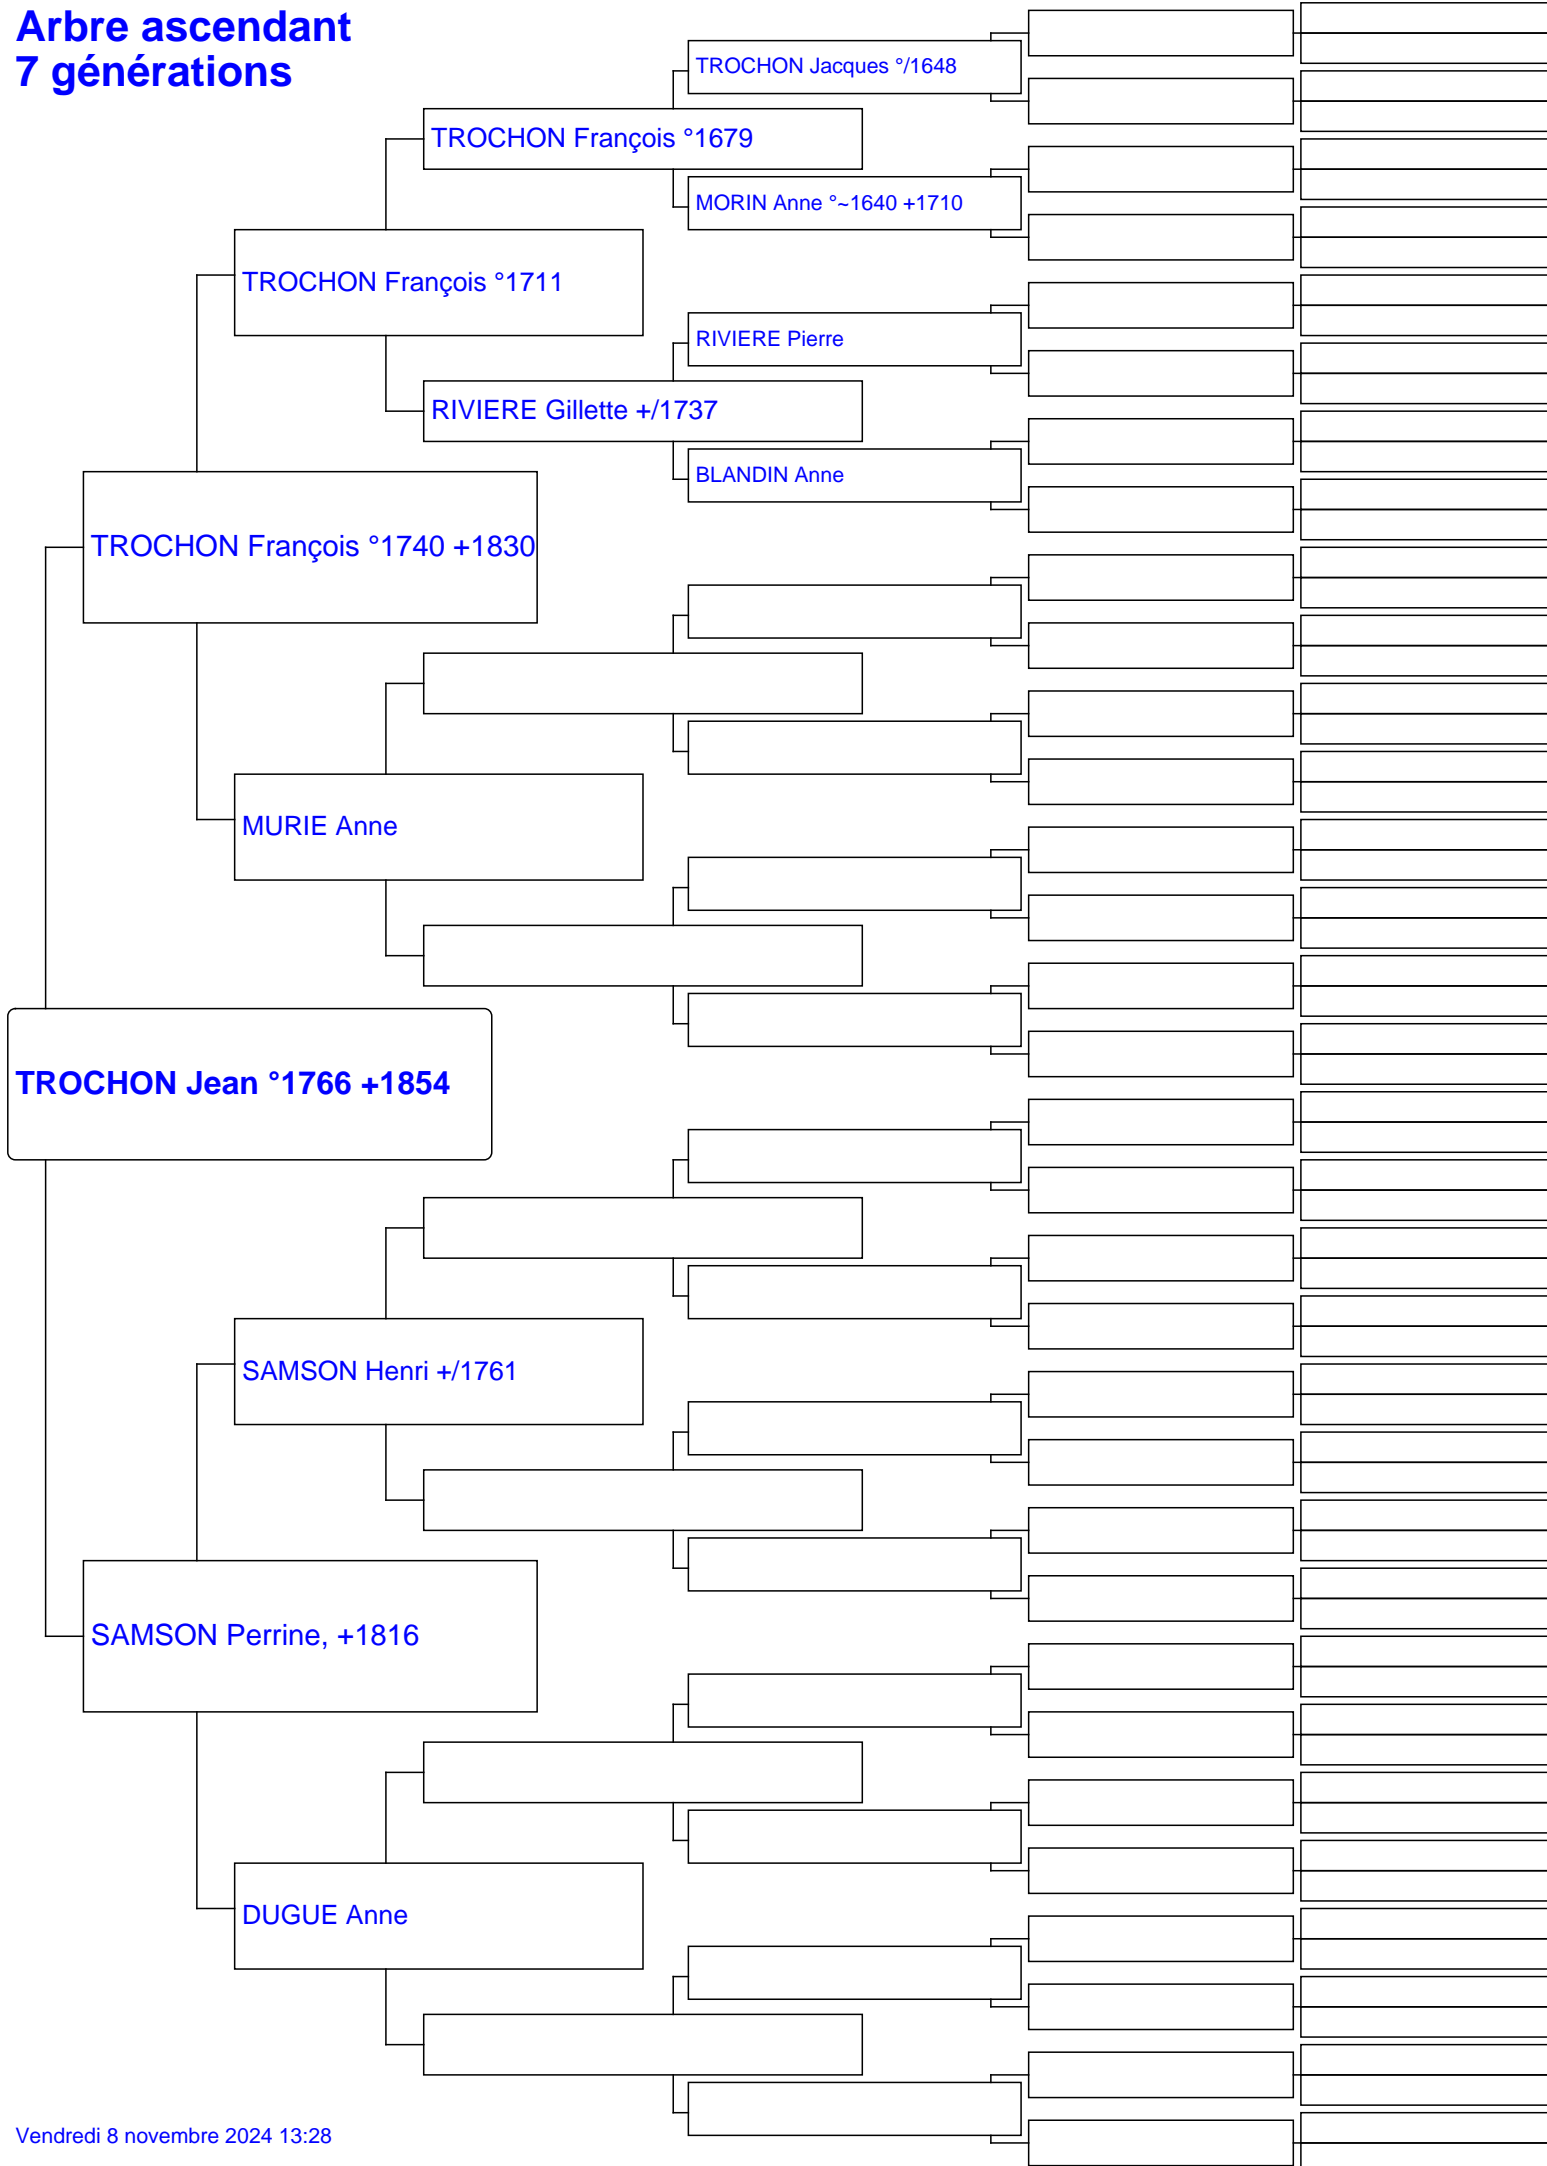 Arbre ascendant
7 générations
TROCHON Jacques °/1648
TROCHON François °1679
MORIN Anne °~1640 +1710
TROCHON François °1711
RIVIERE Pierre
RIVIERE Gillette +/1737
BLANDIN Anne
TROCHON François °1740 +1830
MURIE Anne
TROCHON Jean °1766 +1854
SAMSON Henri +/1761
SAMSON Perrine, +1816
DUGUE Anne
Vendredi 8 novembre 2024 13:28